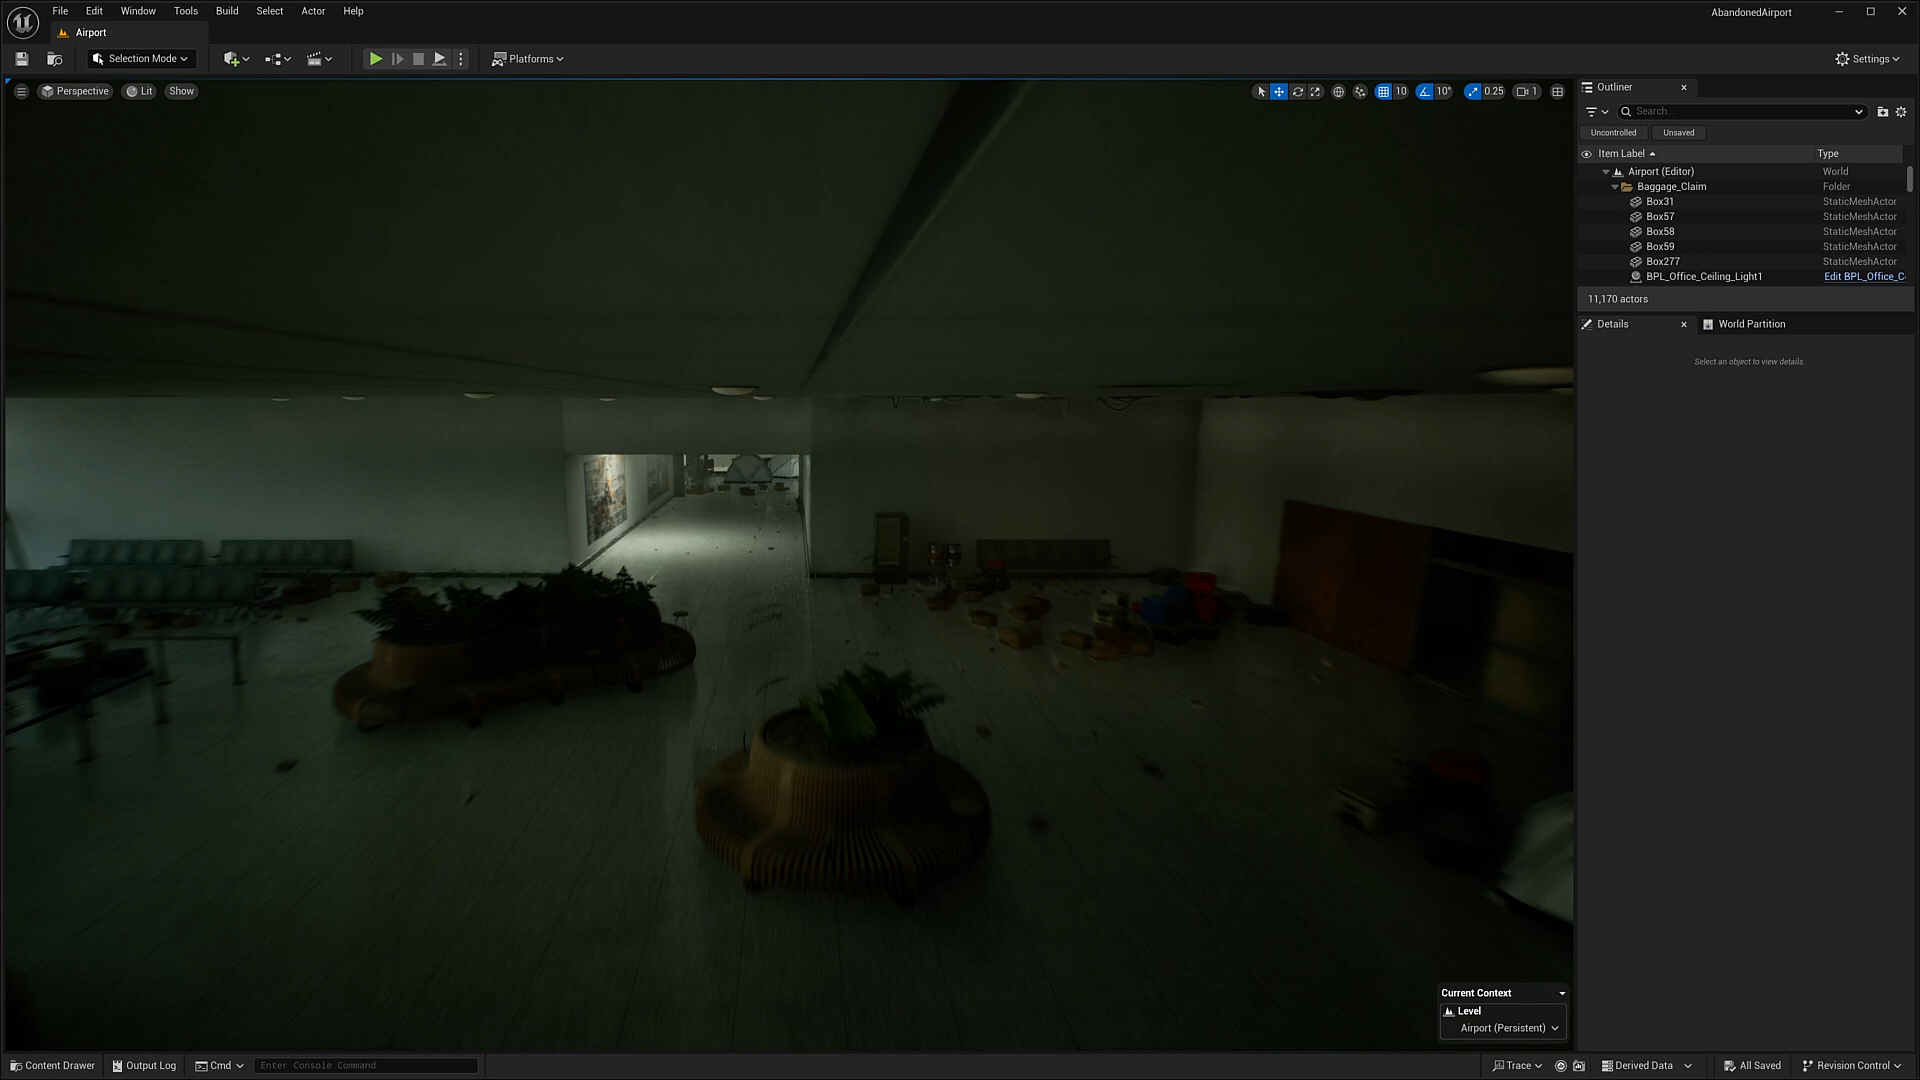 File Edit Window Tools Build Select Actor Help
AbandonedAirport
Airport
Selection Mode
Platforms
Settings
Perspective Lit Show
10 10° 0.25 1
Outliner
Search...
Uncontrolled Unsaved
Item Label Type
Airport (Editor) World
Baggage_Claim Folder
Box31 StaticMeshActor
Box57 StaticMeshActor
Box58 StaticMeshActor
Box59 StaticMeshActor
Box277 StaticMeshActor
BPL_Office_Ceiling_Light1 Edit BPL_Office_C
11,170 actors
Details World Partition
Select an object to view details.
Current Context
Level
Airport (Persistent)
Content Drawer Output Log Cmd Enter Console Command Trace Derived Data All Saved Revision Control